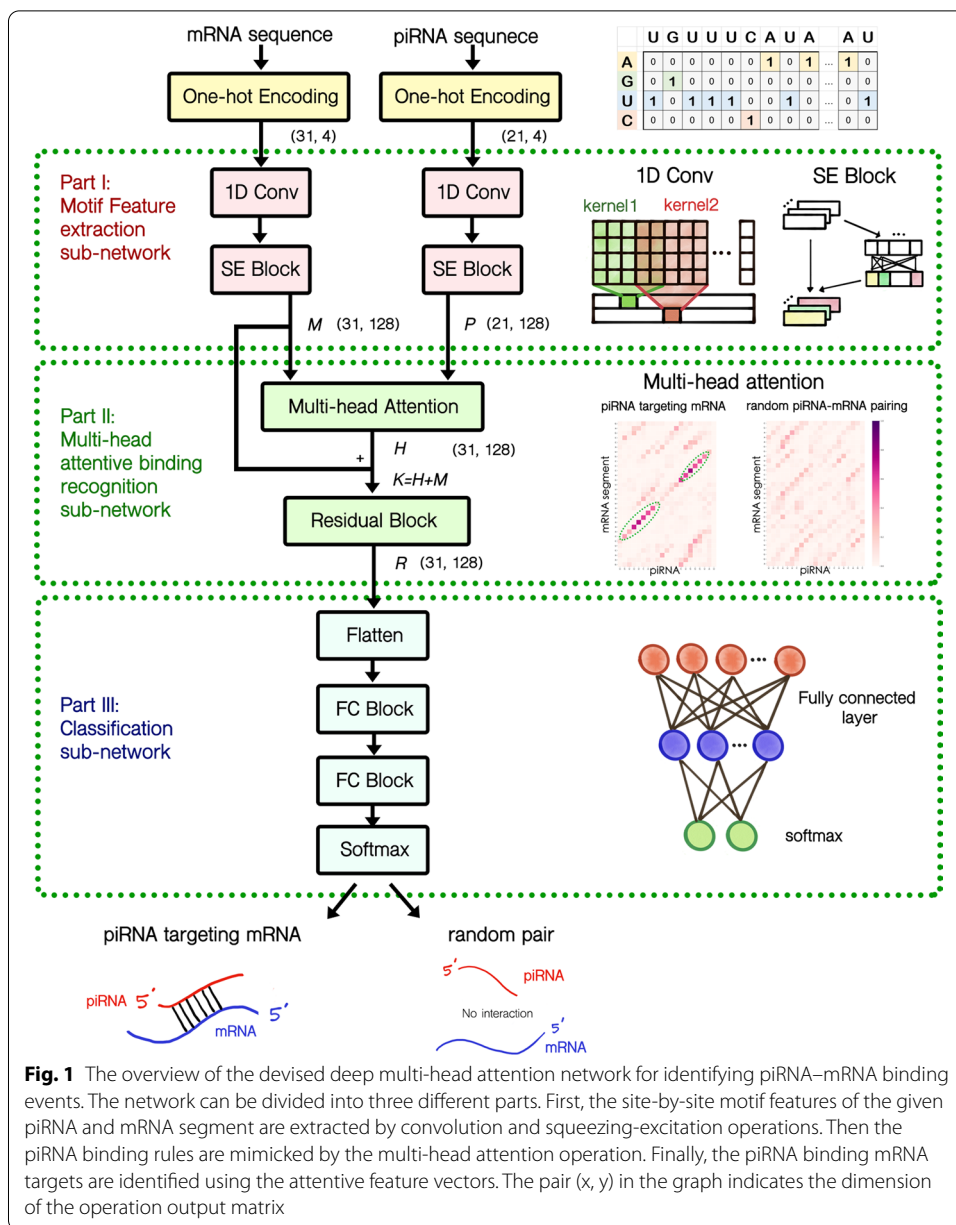 mRNA sequence
piRNA sequnece
One-hot Encoding
One-hot Encoding
(31, 4)
(21, 4)
U G U U U C A U A A U
A 0 0 0 0 0 0 1 0 1 ... 1 0
G 0 1 0 0 0 0 0 0 0 ... 0 0
U 1 0 1 1 1 0 0 1 0 ... 0 1
C 0 0 0 0 0 1 0 0 0 ... 0 0
Part I:
Motif Feature
extraction
sub-network
1D Conv
1D Conv
SE Block
SE Block
M (31, 128)
P (21, 128)
1D Conv
kernel1
kernel2
...
SE Block
...
Part II:
Multi-head
attentive binding
recognition
sub-network
Multi-head Attention
H (31, 128)
+
K=H+M
Residual Block
R (31, 128)
Multi-head attention
piRNA targeting mRNA
random piRNA-mRNA pairing
mRNA segment
mRNA segment
piRNA
piRNA
Part III:
Classification
sub-network
Flatten
FC Block
FC Block
Softmax
...
Fully connected
layer
...
softmax
piRNA targeting mRNA
random pair
piRNA 5'
5'
mRNA
5'
piRNA
No interaction
5'
mRNA
Fig. 1 The overview of the devised deep multi-head attention network for identifying piRNA–mRNA binding
events. The network can be divided into three different parts. First, the site-by-site motif features of the given
piRNA and mRNA segment are extracted by convolution and squeezing-excitation operations. Then the
piRNA binding rules are mimicked by the multi-head attention operation. Finally, the piRNA binding mRNA
targets are identified using the attentive feature vectors. The pair (x, y) in the graph indicates the dimension
of the operation output matrix